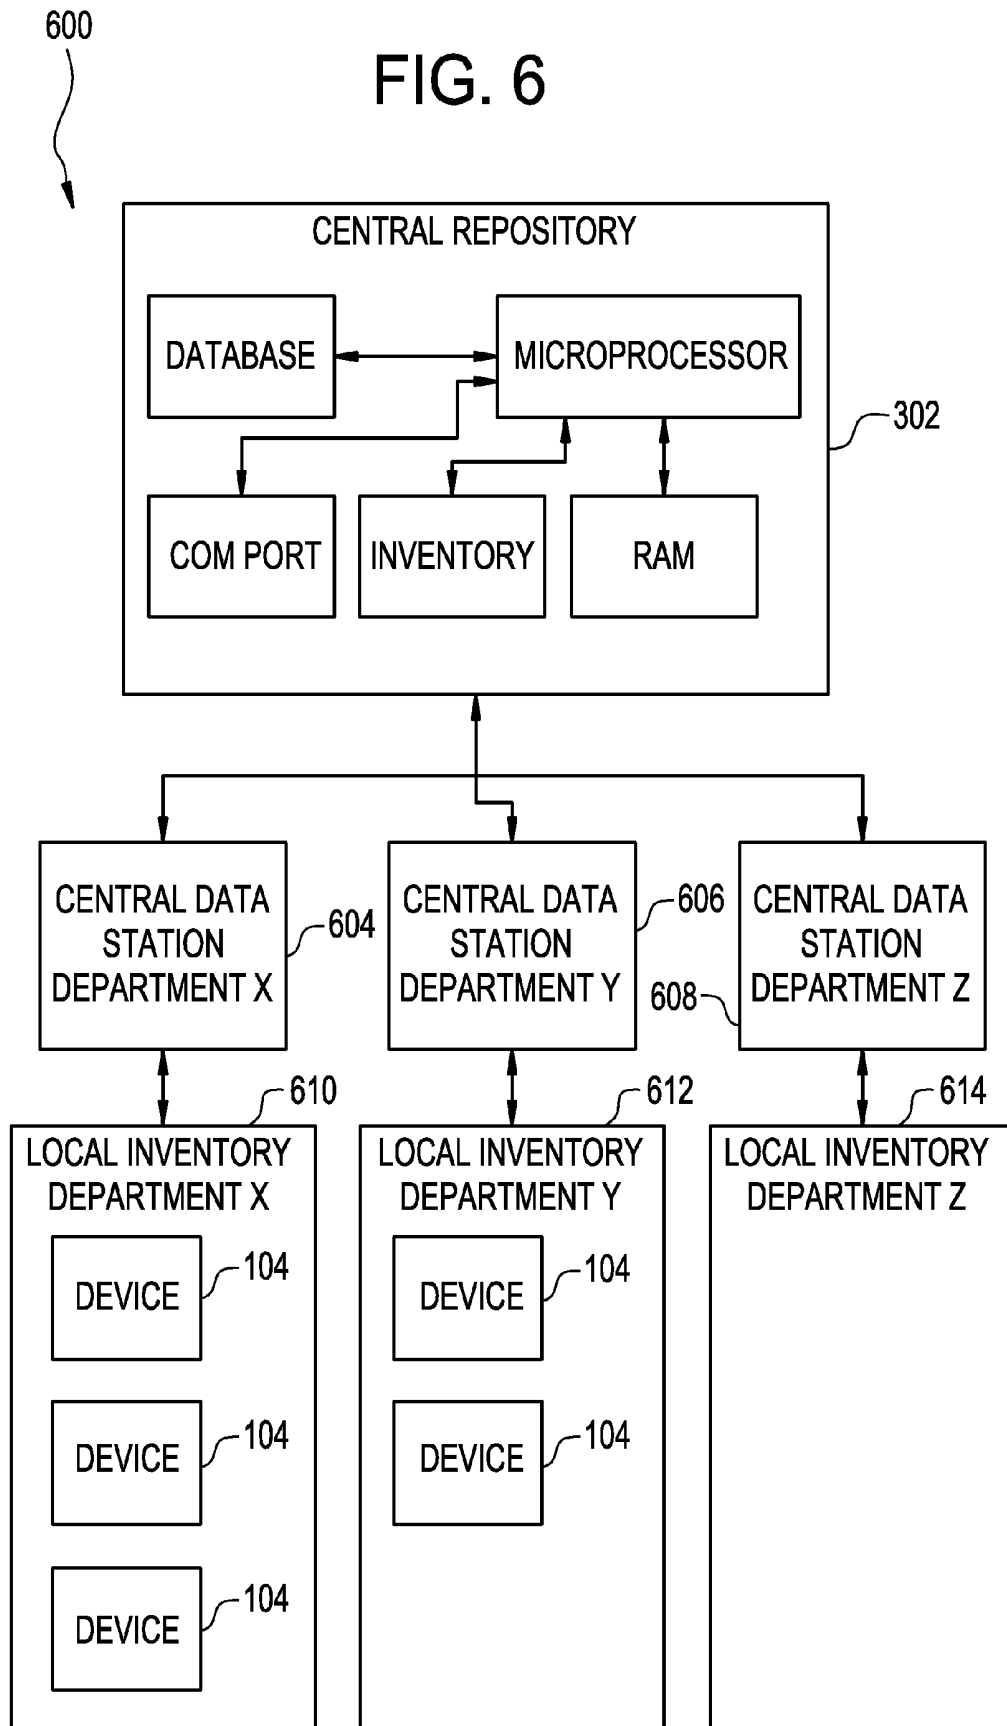 600
FIG. 6
CENTRAL REPOSITORY
DATABASE
MICROPROCESSOR
302
COM PORT
INVENTORY
RAM
CENTRAL DATA
STATION
DEPARTMENT X
604
CENTRAL DATA
STATION
DEPARTMENT Y
606
CENTRAL DATA
STATION
DEPARTMENT Z
608
610
LOCAL INVENTORY
DEPARTMENT X
DEVICE
104
DEVICE
104
DEVICE
104
612
LOCAL INVENTORY
DEPARTMENT Y
DEVICE
104
DEVICE
104
614
LOCAL INVENTORY
DEPARTMENT Z